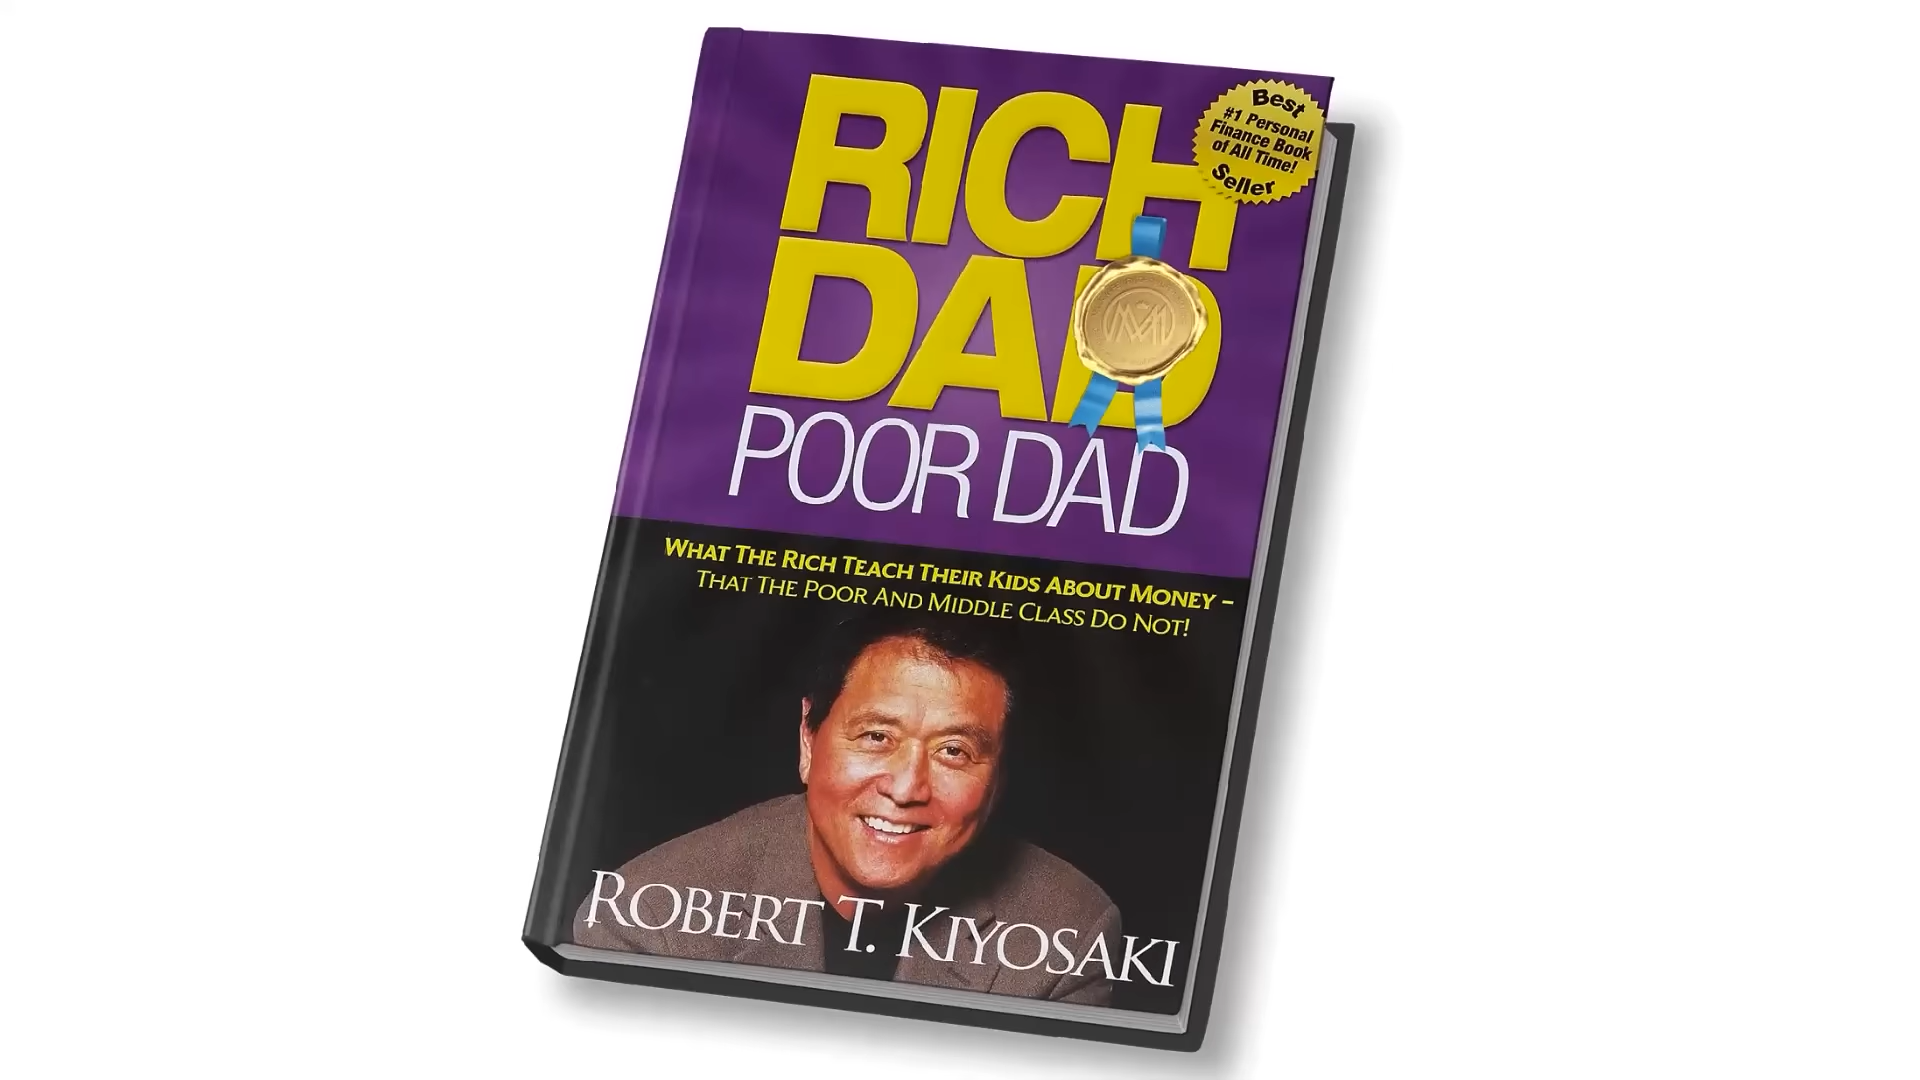 RICH
DAD
POOR DAD
Best
#1 Personal
Finance Book
of All Time!
Seller
WHAT THE RICH TEACH THEIR KIDS ABOUT MONEY –
THAT THE POOR AND MIDDLE CLASS DO NOT!
ROBERT T. KIYOSAKI